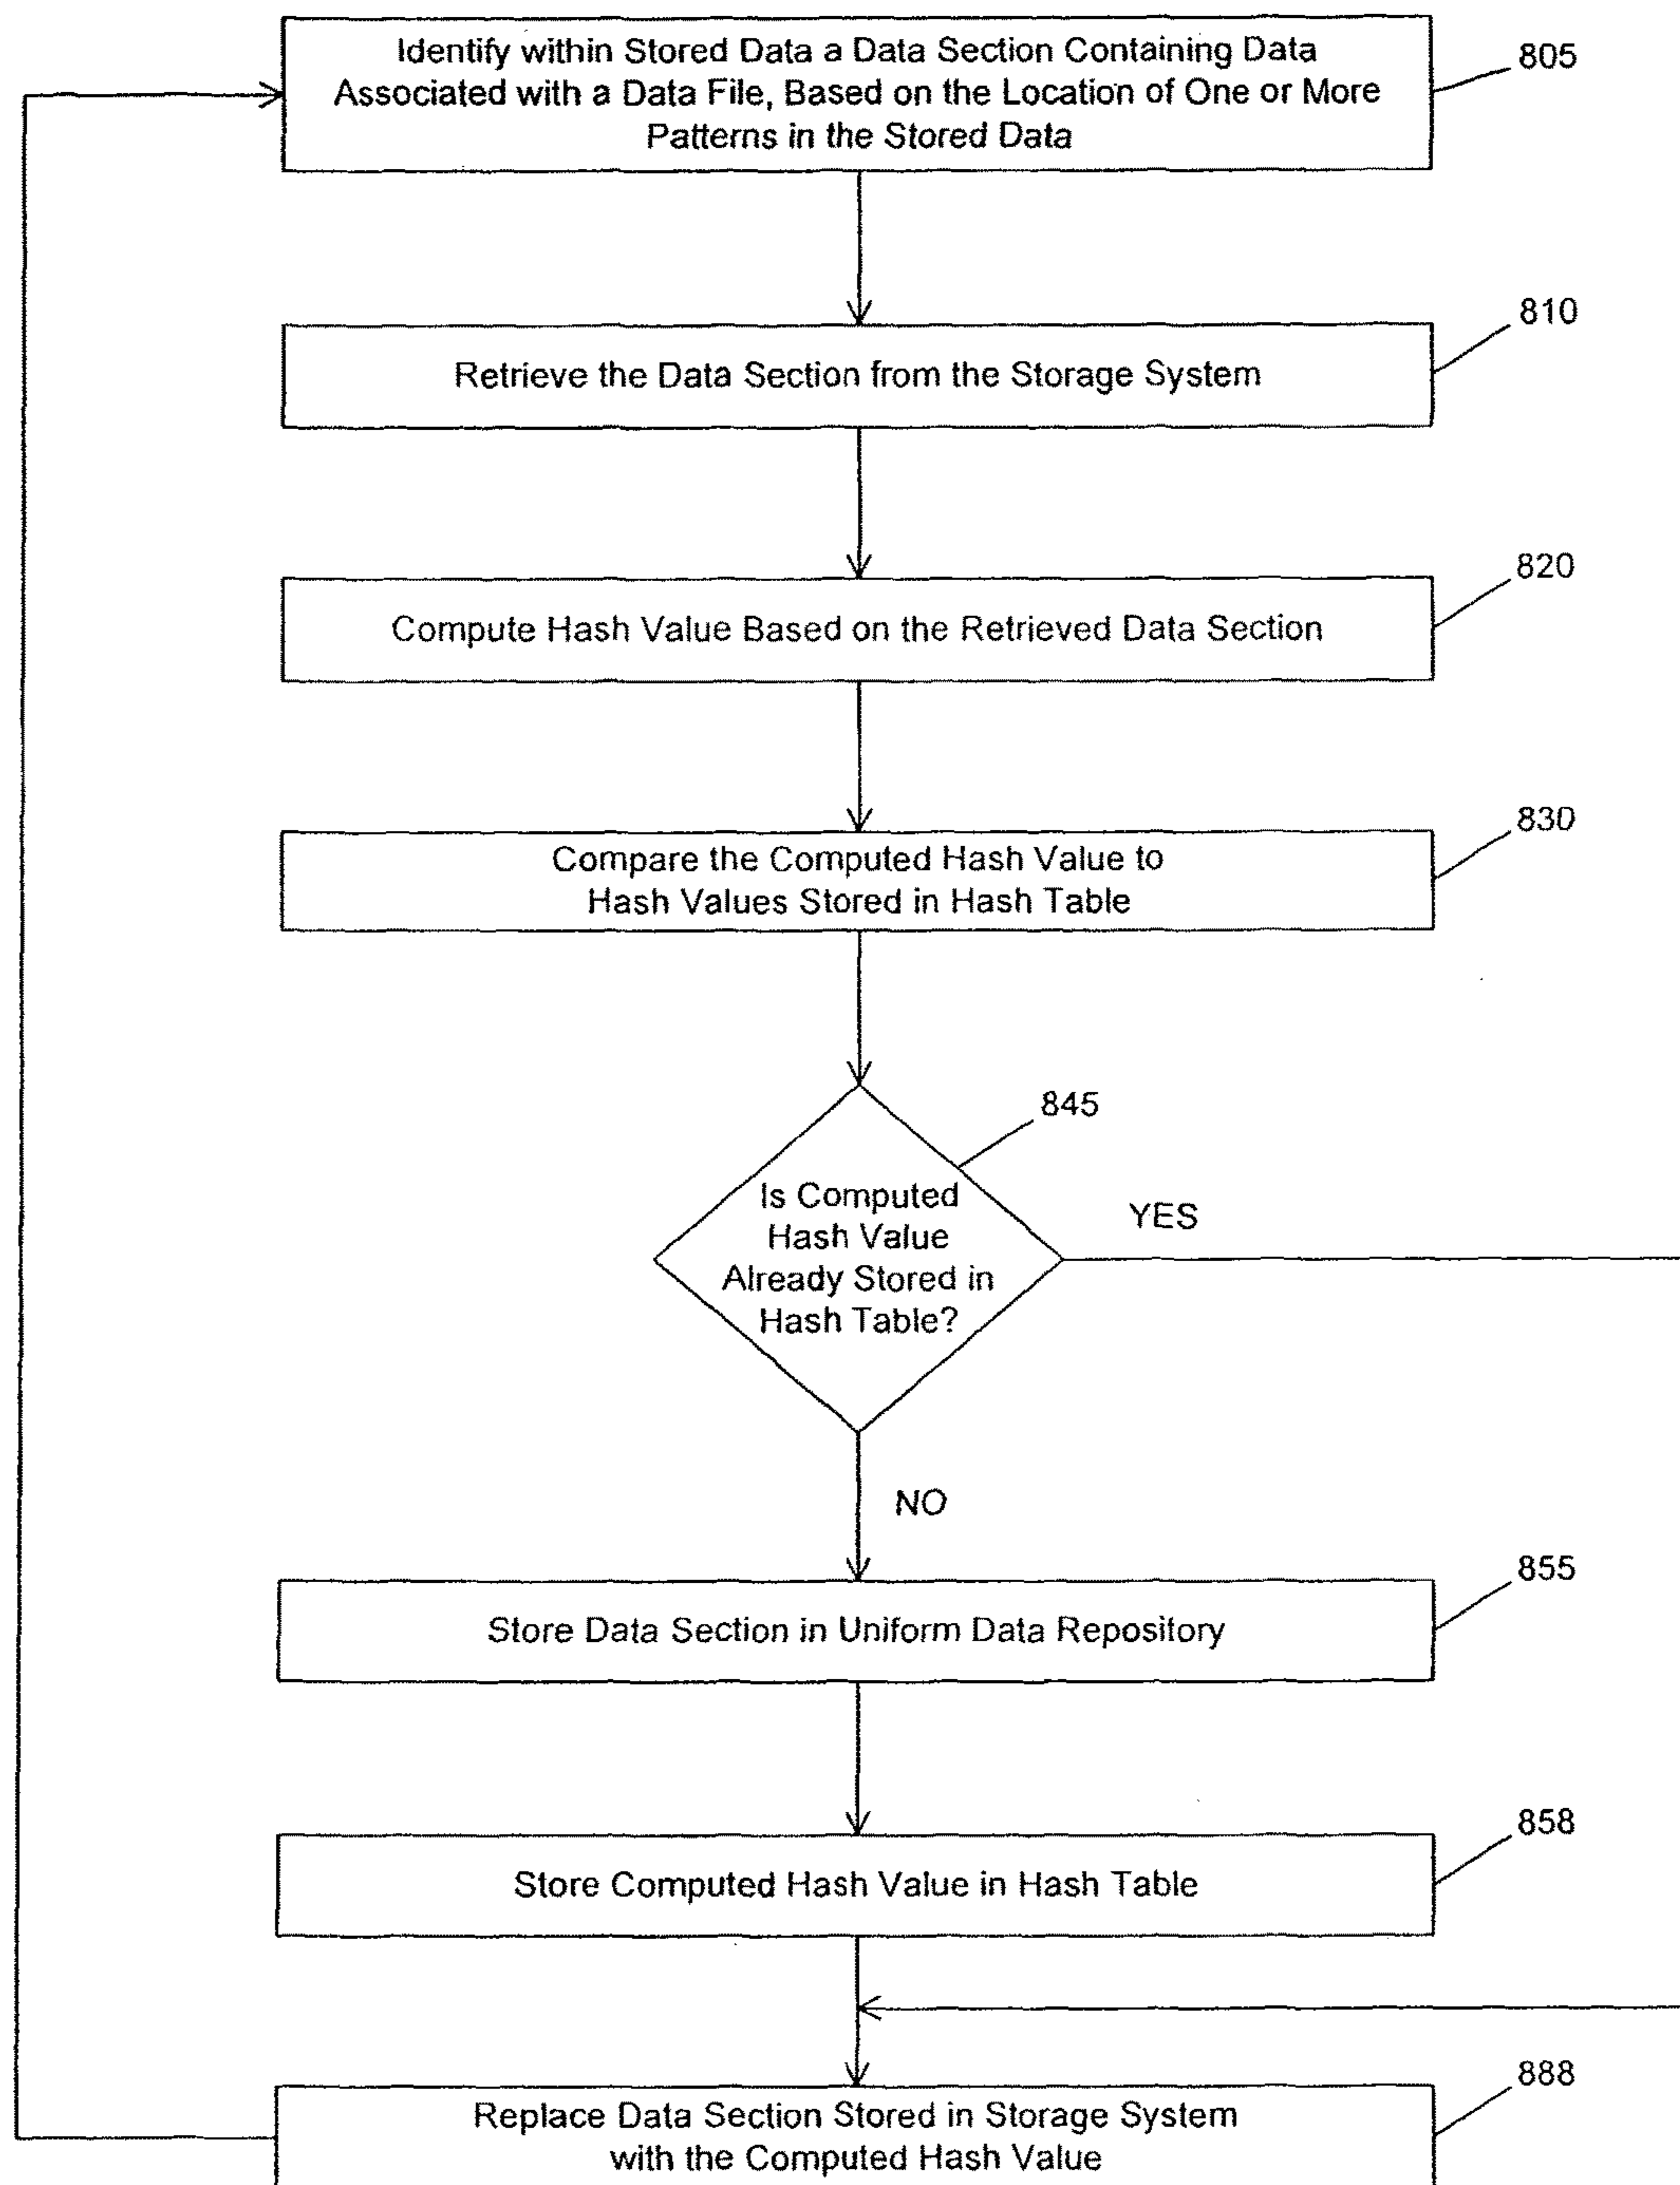 Identify within Stored Data a Data Section Containing Data
Associated with a Data File, Based on the Location of One or More
Patterns in the Stored Data
805
Retrieve the Data Section from the Storage System
810
Compute Hash Value Based on the Retrieved Data Section
820
Compare the Computed Hash Value to
Hash Values Stored in Hash Table
830
845
Is Computed
Hash Value
Already Stored in
Hash Table?
YES
NO
Store Data Section in Uniform Data Repository
855
Store Computed Hash Value in Hash Table
858
Replace Data Section Stored in Storage System
with the Computed Hash Value
888